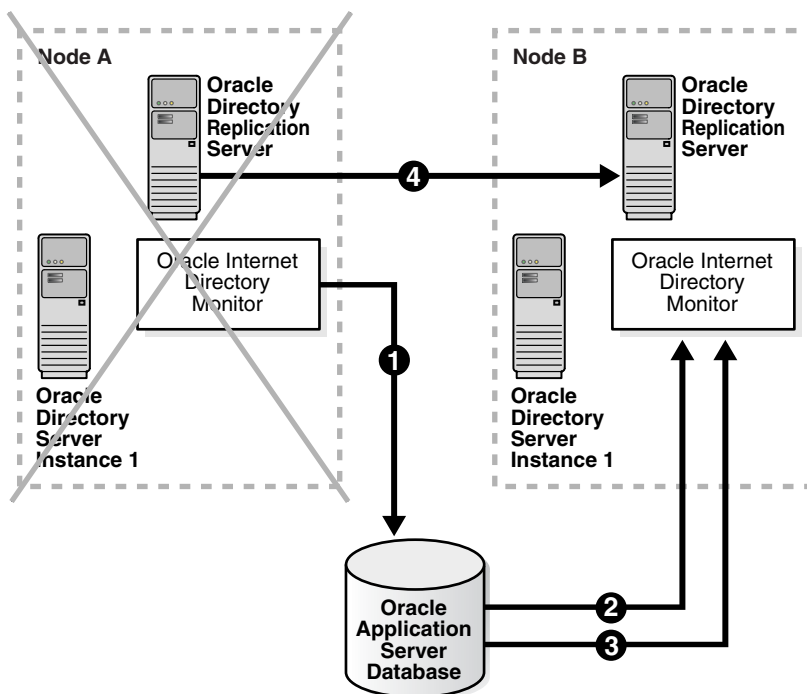 Node A
Oracle
Directory
Replication
Server
Oracle Internet
Directory
Monitor
Oracle
Directory
Server
Instance 1
Node B
Oracle
Directory
Replication
Server
Oracle Internet
Directory
Monitor
Oracle
Directory
Server
Instance 1
4
1
Oracle
Application
Server
Database
2
3